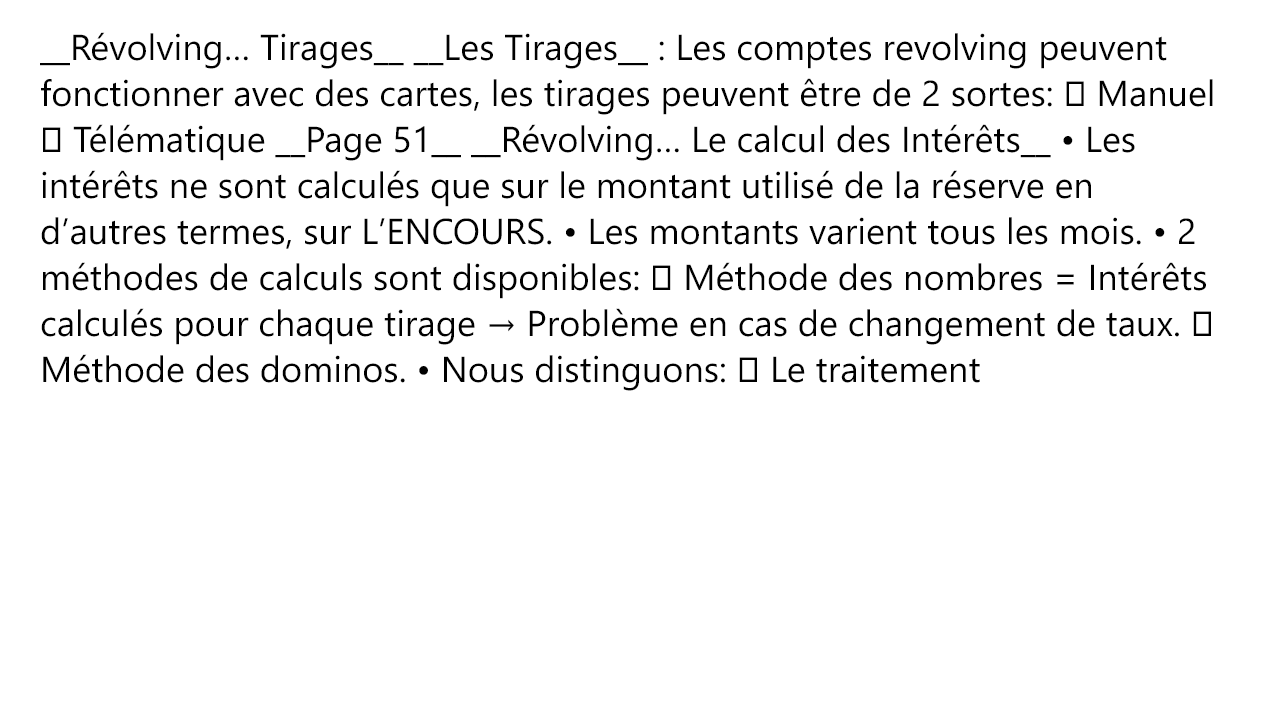 __Révolving... Tirages__ __Les Tirages__ : Les comptes revolving peuvent
fonctionner avec des cartes, les tirages peuvent être de 2 sortes: □ Manuel
□ Télématique __Page 51__ __Révolving... Le calcul des Intérêts__ • Les
intérêts ne sont calculés que sur le montant utilisé de la réserve en
d’autres termes, sur L’ENCOURS. • Les montants varient tous les mois. • 2
méthodes de calculs sont disponibles: □ Méthode des nombres = Intérêts
calculés pour chaque tirage → Problème en cas de changement de taux. □
Méthode des dominos. • Nous distinguons: □ Le traitement